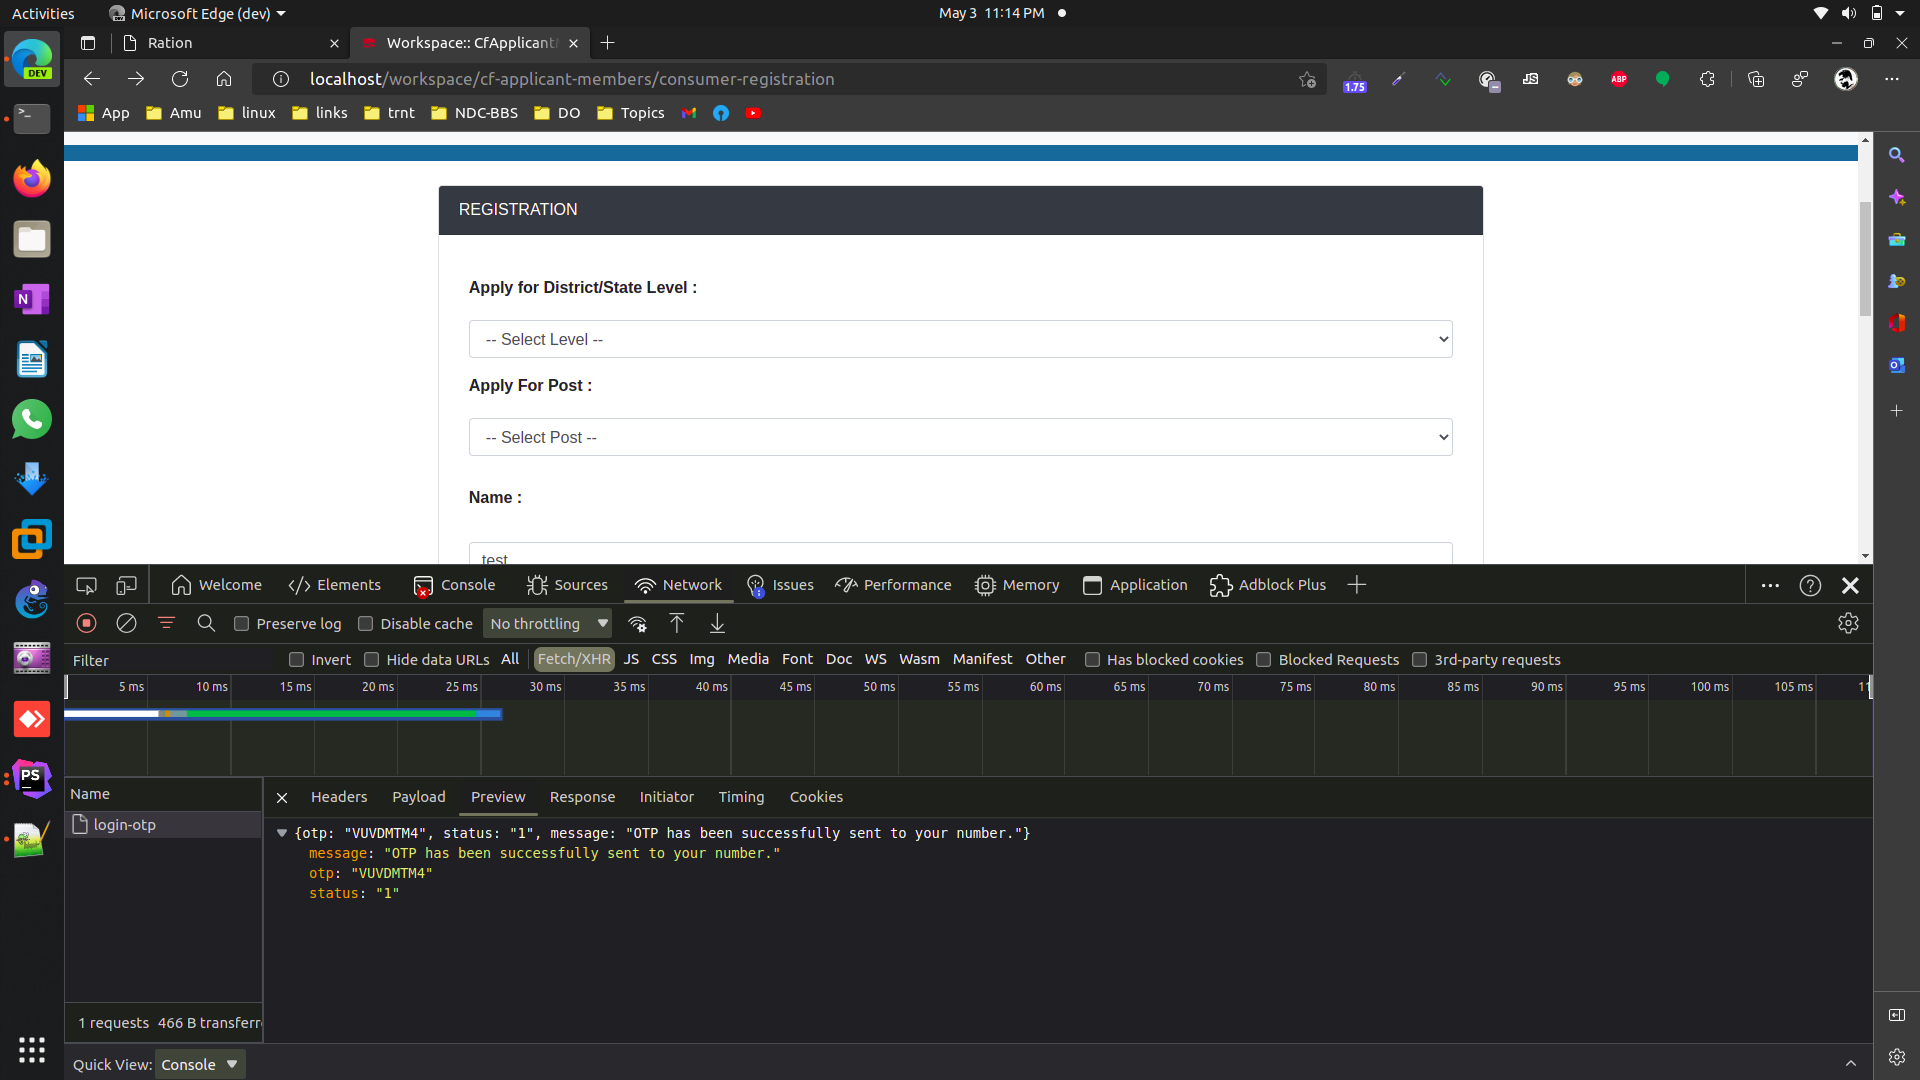 Activities
Microsoft Edge (dev)
May 3 11:14 PM
DEV
Ration
Workspace:: CfApplicant
localhost/workspace/cf-applicant-members/consumer-registration
1.75
JS
ABP
App
Amu
linux
links
trnt
NDC-BBS
DO
Topics
REGISTRATION
Apply for District/State Level :
-- Select Level --
Apply For Post :
-- Select Post --
Name :
test
Welcome
Elements
Console
Sources
Network
Issues
Performance
Memory
Application
Adblock Plus
Preserve log
Disable cache
No throttling
Filter
Invert
Hide data URLs
All
Fetch/XHR
JS
CSS
Img
Media
Font
Doc
WS
Wasm
Manifest
Other
Has blocked cookies
Blocked Requests
3rd-party requests
5 ms
10 ms
15 ms
20 ms
25 ms
30 ms
35 ms
40 ms
45 ms
50 ms
55 ms
60 ms
65 ms
70 ms
75 ms
80 ms
85 ms
90 ms
95 ms
100 ms
105 ms
11
Name
login-otp
Headers
Payload
Preview
Response
Initiator
Timing
Cookies
{otp: "VUVDMTM4", status: "1", message: "OTP has been successfully sent to your number."}
message: "OTP has been successfully sent to your number."
otp: "VUVDMTM4"
status: "1"
1 requests
466 B transferr
Quick View:
Console
N
PS